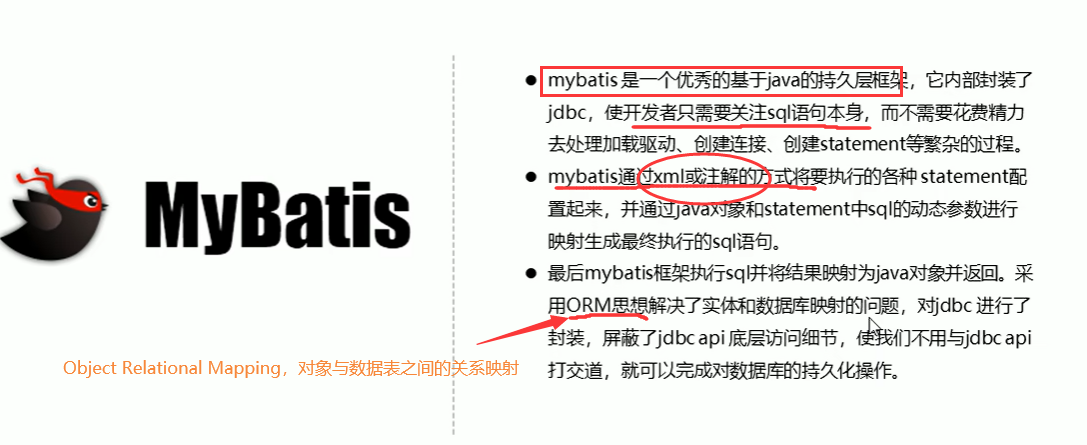 MyBatis
Object Relational Mapping，对象与数据表之间的关系映射
● mybatis 是一个优秀的基于java的持久层框架，它内部封装了
jdbc，使开发者只需要关注sql语句本身，而不需要花费精力
去处理加载驱动、创建连接、创建statement等繁杂的过程。
● mybatis通过xml或注解的方式将要执行的各种 statement配
置起来，并通过java对象和statement中sql的动态参数进行
映射生成最终执行的sql语句。
● 最后mybatis框架执行sql并将结果映射为java对象并返回。采
用ORM思想解决了实体和数据库映射的问题，对jdbc 进行了
封装，屏蔽了jdbc api 底层访问细节，使我们不用与jdbc api
打交道，就可以完成对数据库的持久化操作。